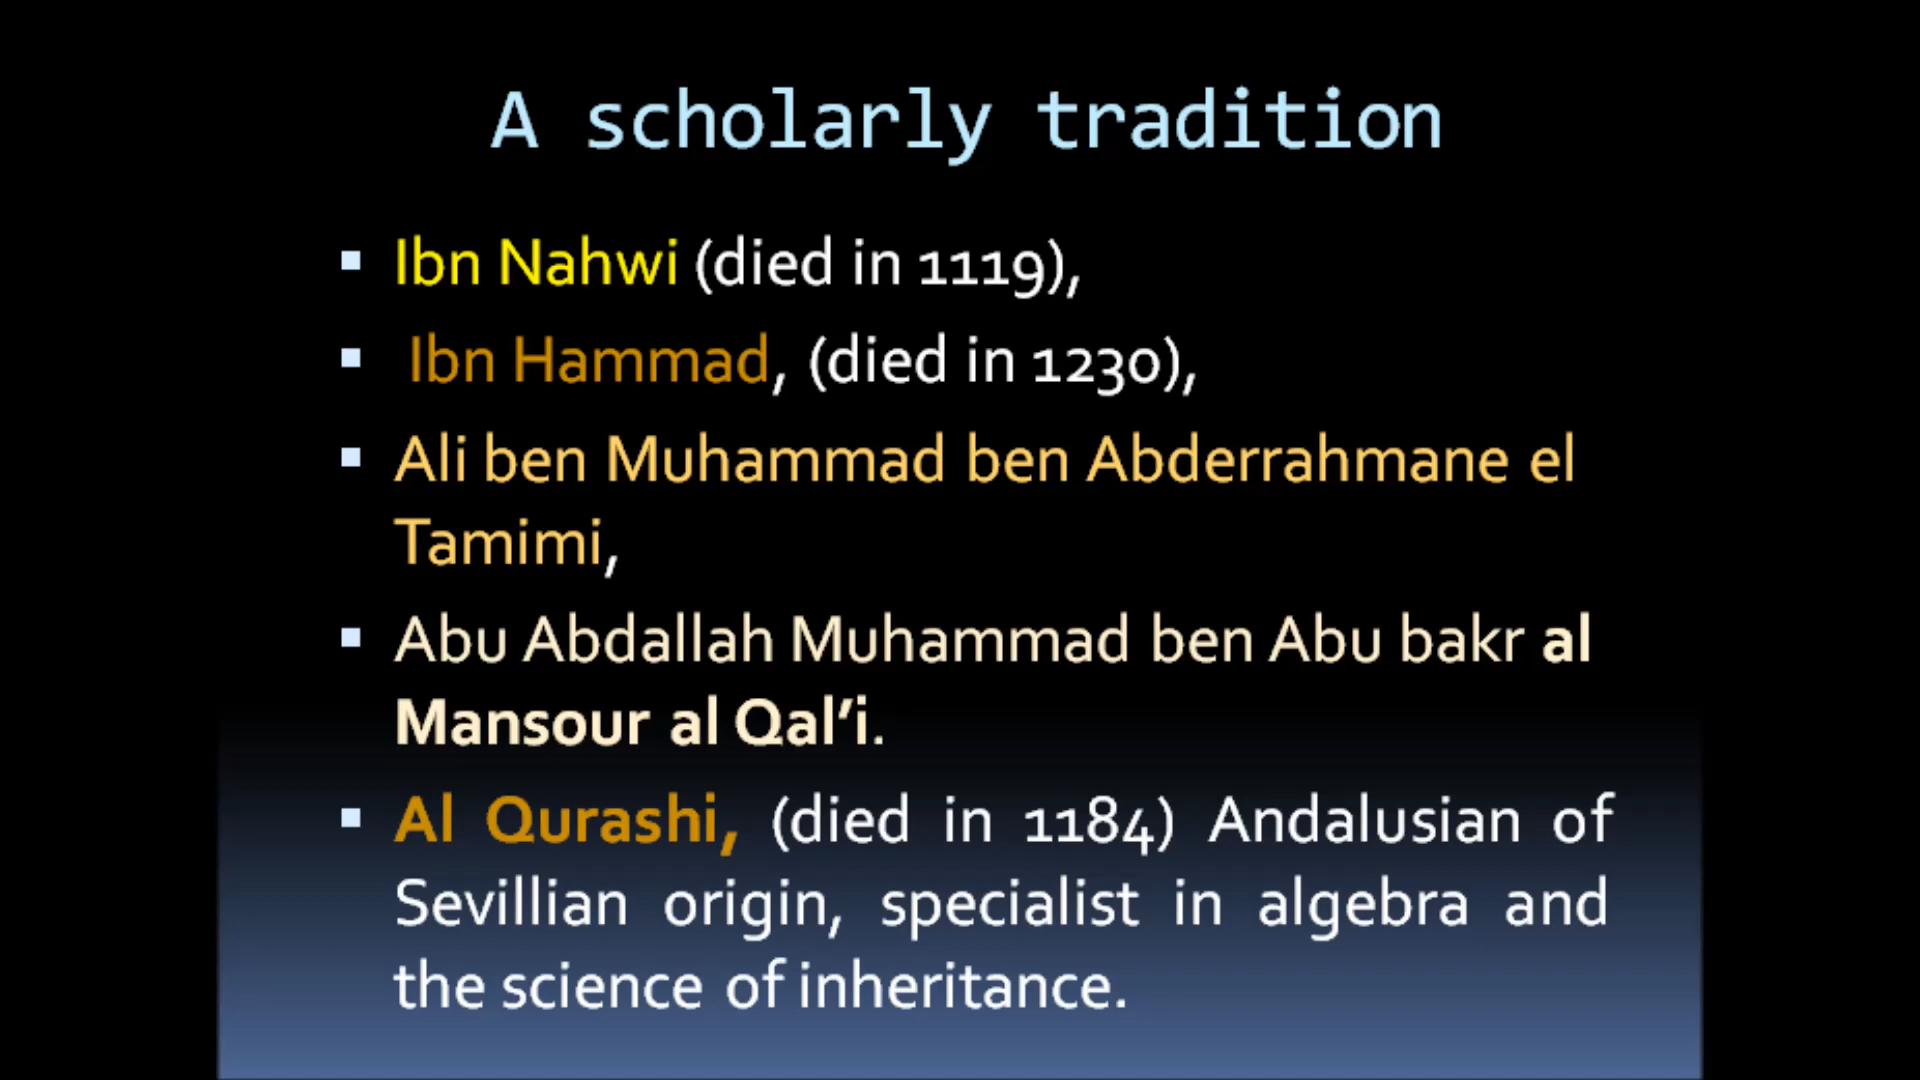 A scholarly tradition
Ibn Nahwi (died in 1119),
Ibn Hammad, (died in 1230),
Ali ben Muhammad ben Abderrahmane el
Tamimi,
Abu Abdallah Muhammad ben Abu bakr al
Mansour al Qal’i.
Al Qurashi, (died in 1184) Andalusian of
Sevillian origin, specialist in algebra and
the science of inheritance.